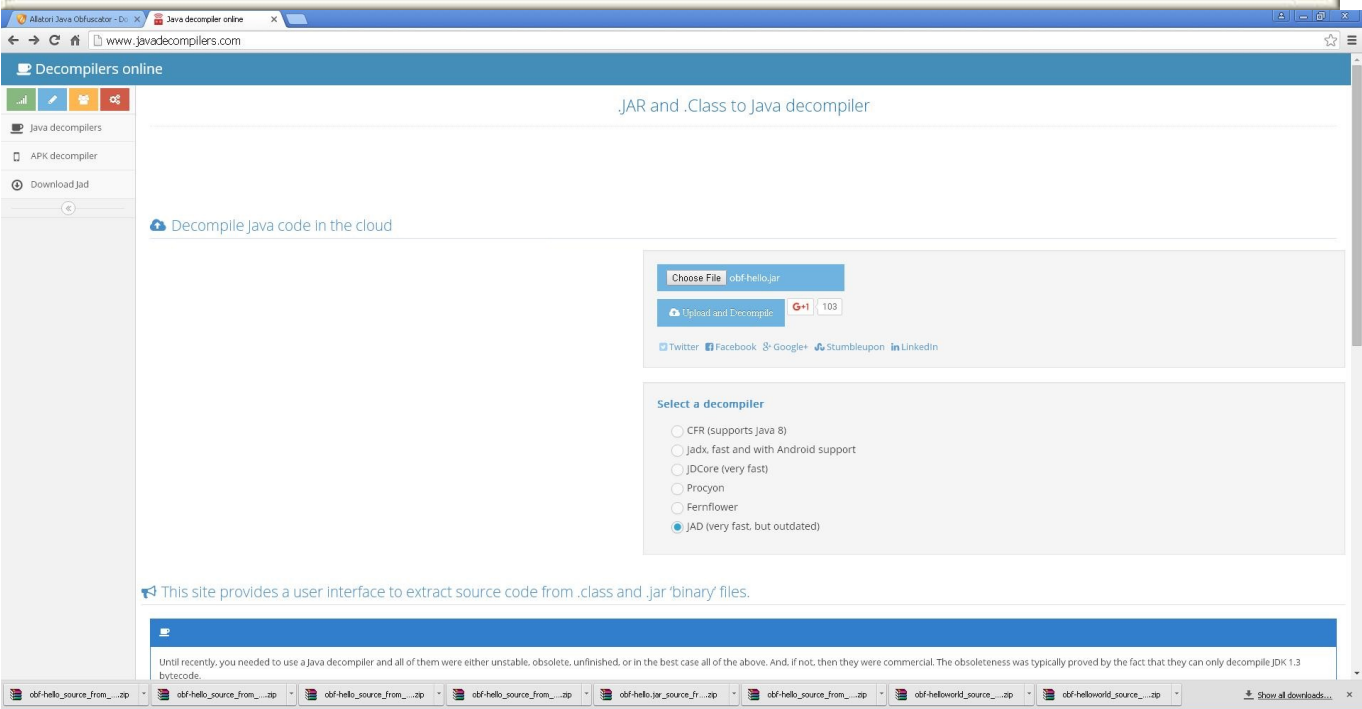 Allatori Java Obfuscator - Do
Java decompiler online
www.javadecompilers.com
Decompilers online
.JAR and .Class to Java decompiler
Java decompilers
APK decompiler
Download Jad
Decompile Java code in the cloud
Choose File obf-hello.jar
Upload and Decompile G+1 103
Twitter Facebook Google+ Stumbleupon LinkedIn
Select a decompiler
CFR (supports Java 8)
Jadx, fast and with Android support
JDCore (very fast)
Procyon
Fernflower
JAD (very fast, but outdated)
This site provides a user interface to extract source code from .class and .jar 'binary' files.
Until recently, you needed to use a Java decompiler and all of them were either unstable, obsolete, unfinished, or in the best case all of the above. And, if not, then they were commercial. The obsoleteness was typically proved by the fact that they can only decompile JDK 1.3
bytecode.
obf-hello_source_from_....zip obf-hello_source_from_....zip obf-hello_source_from_....zip obf-hello_source_from_....zip obf-hello.jar_source_fr....zip obf-hello_source_from_....zip obf-helloworld_source_....zip obf-helloworld_source_....zip Show all downloads...